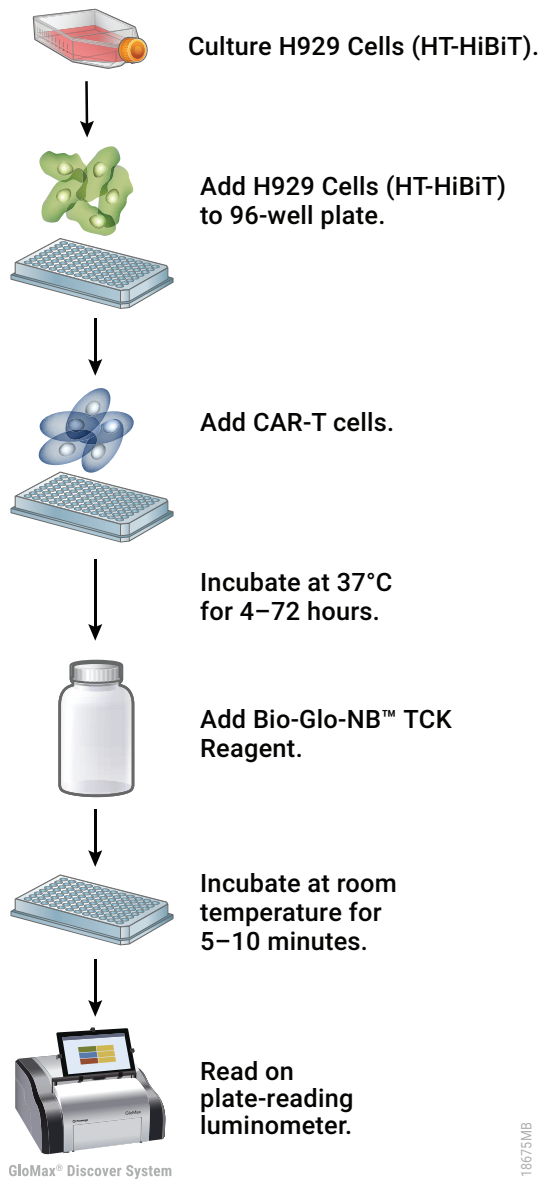 Culture H929 Cells (HT-HiBiT).
Add H929 Cells (HT-HiBiT)
to 96-well plate.
Add CAR-T cells.
Incubate at 37°C
for 4–72 hours.
Add Bio-Glo-NB™ TCK
Reagent.
Incubate at room
temperature for
5–10 minutes.
Read on
plate-reading
luminometer.
Promega
GloMax
GloMax® Discover System
18675MB